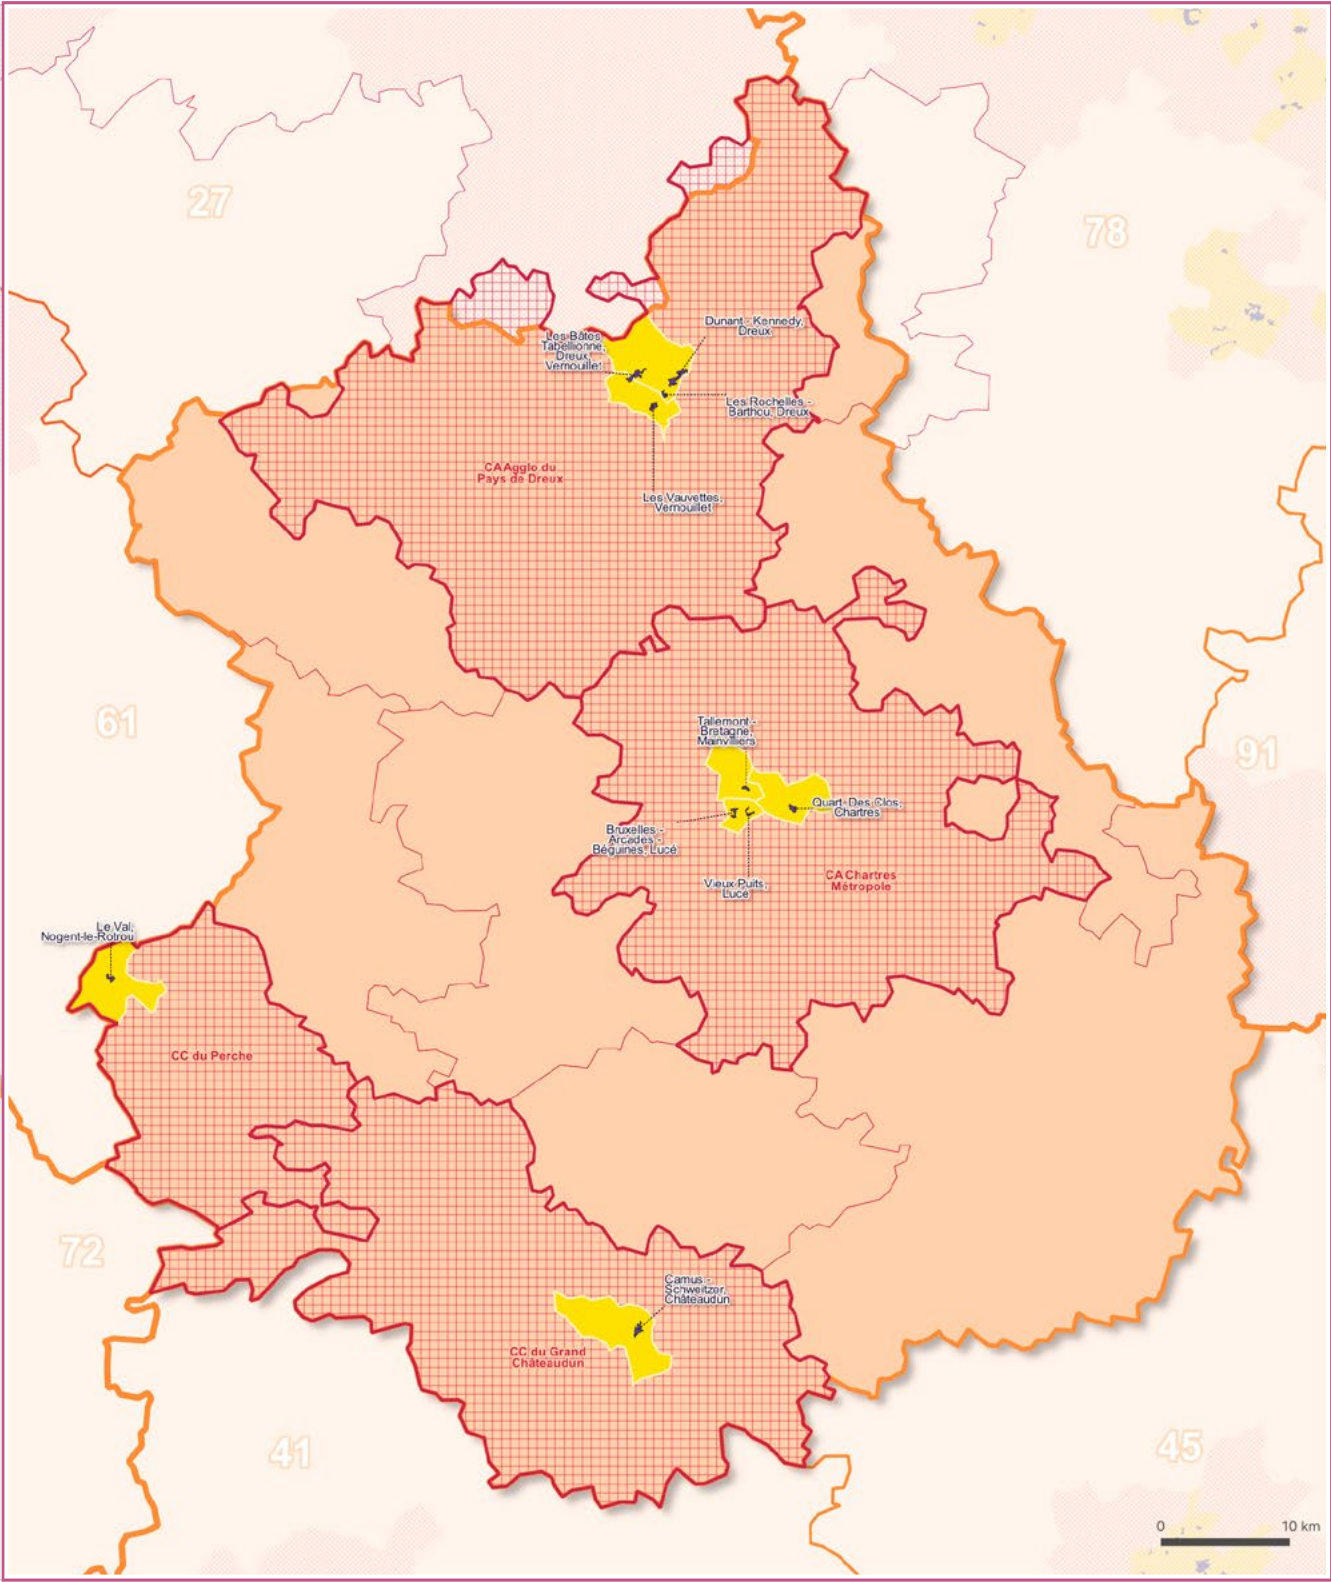 27
78
Dunant - Kennedy,
Dreux
Les Bâtes
Tabellionne,
Dreux,
Vernouillet
Les Rochelles -
Barthou, Dreux
CA Agglo du
Pays de Dreux
Les Vauvettes,
Vernouillet
61
Tallemont -
Bretagne,
Mainvilliers
91
Quart. Des Clos,
Chartres
Bruxelles -
Arcades -
Béguines, Lucé
Vieux Puits,
Lucé
CA Chartres
Métropole
Le Val,
Nogent-le-Rotrou
CC du Perche
72
Camus -
Schweitzer,
Châteaudun
CC du Grand
Châteaudun
41
45
0 10 km